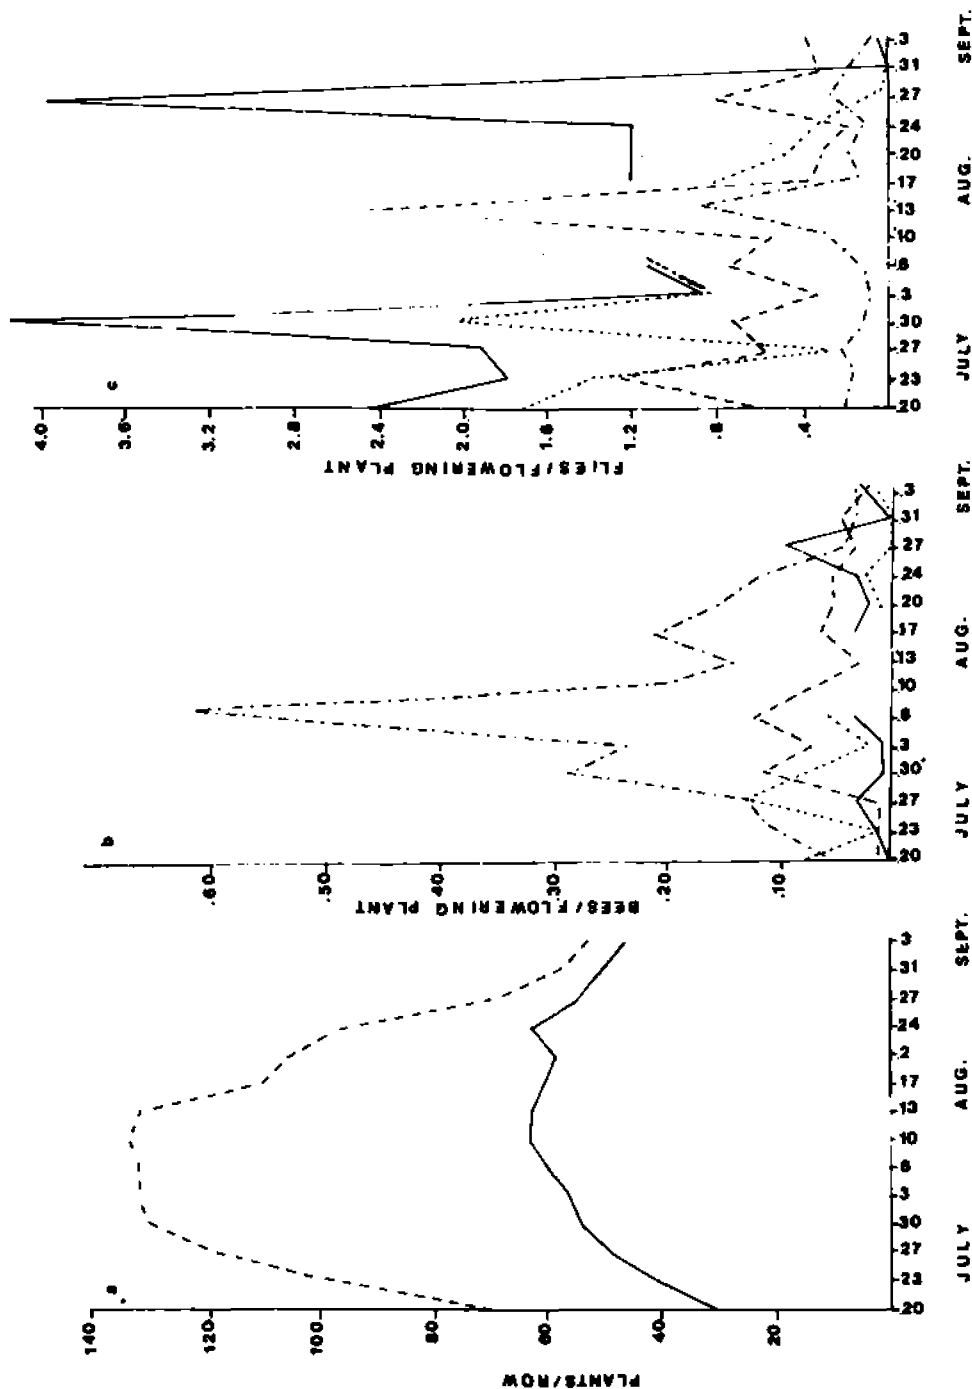 a
140
120
100
80
60
40
20
PLANTS/ROW
20 23 27 30 3 6 10 13 17 2 24 27 31 3
JULY AUG. SEPT.
b
.60
.50
.40
.30
.20
.10
BEES/FLOWERING PLANT
20 23 27 30 3 6 10 13 17 20 24 27 31 3
JULY AUG. SEPT.
c
4.0
3.6
3.2
2.8
2.4
2.0
1.6
1.2
.8
.4
FLIES/FLOWERING PLANT
20 23 27 30 3 6 10 13 17 20 24 27 31 3
JULY AUG. SEPT.